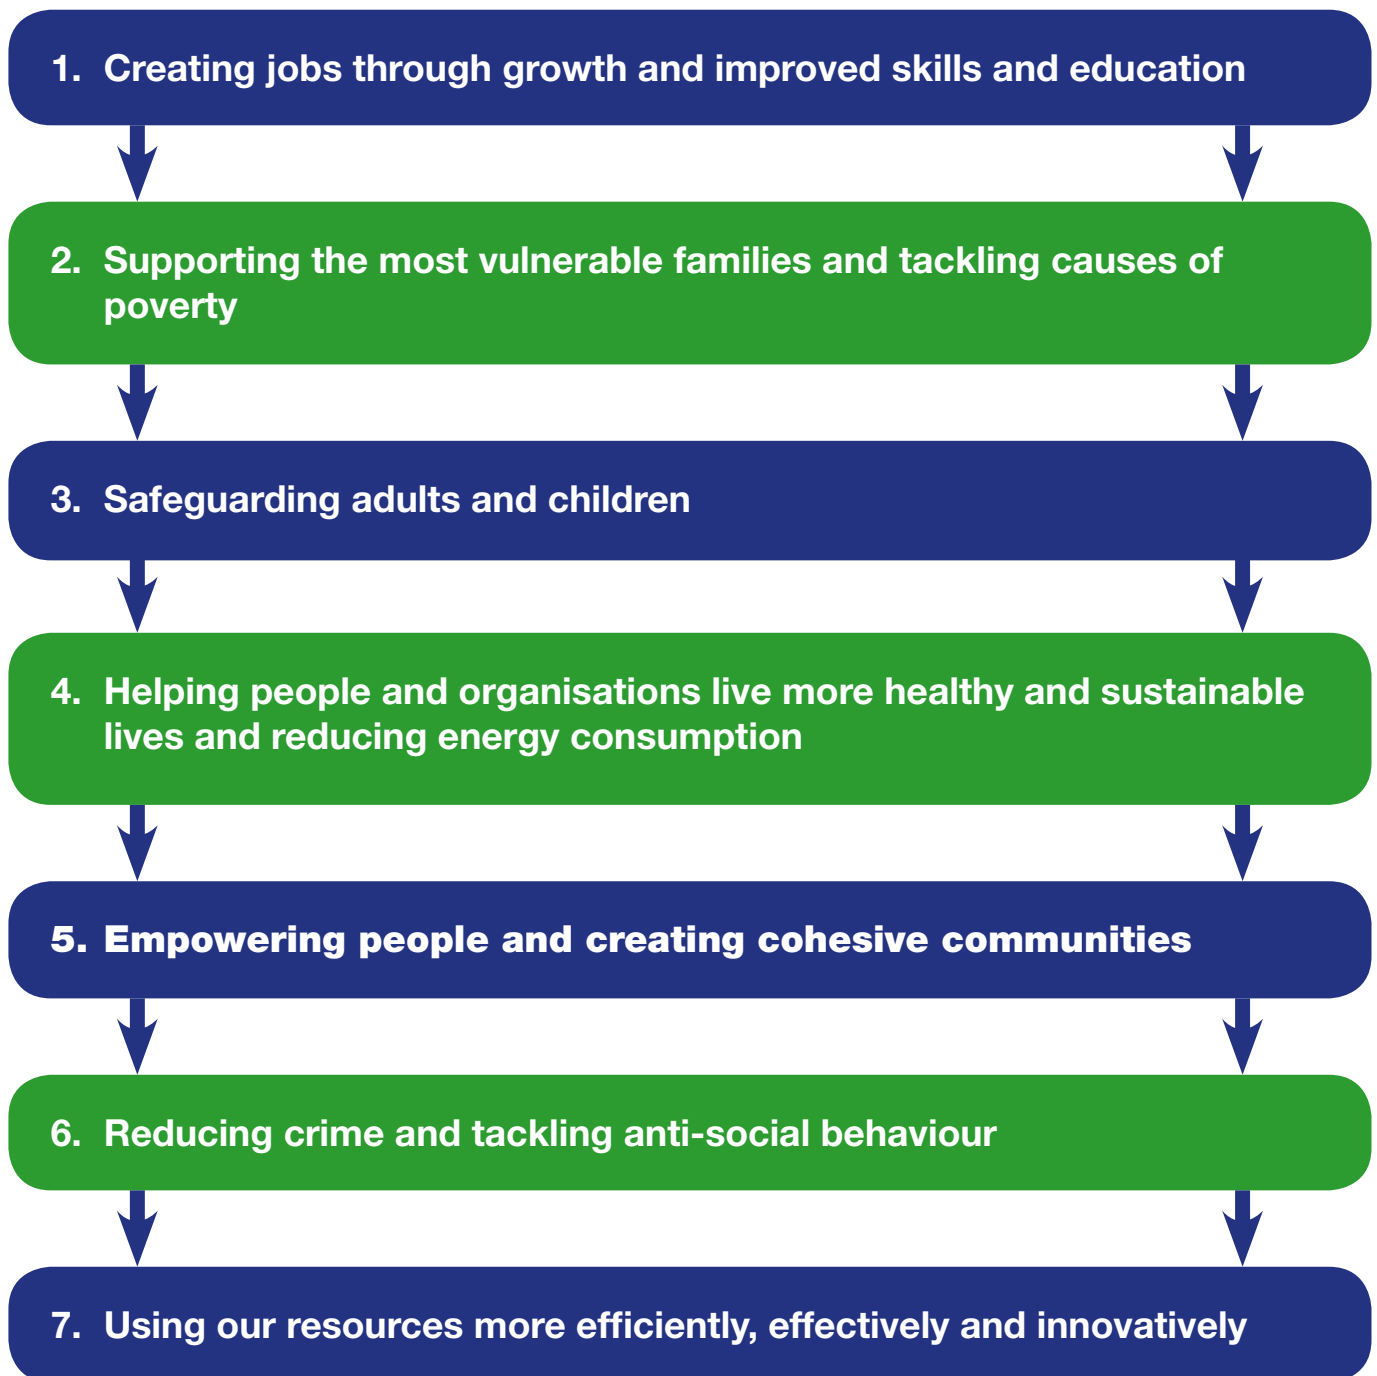 1. Creating jobs through growth and improved skills and education
2. Supporting the most vulnerable families and tackling causes of
poverty
3. Safeguarding adults and children
4. Helping people and organisations live more healthy and sustainable
lives and reducing energy consumption
5. Empowering people and creating cohesive communities
6. Reducing crime and tackling anti-social behaviour
7. Using our resources more efficiently, effectively and innovatively